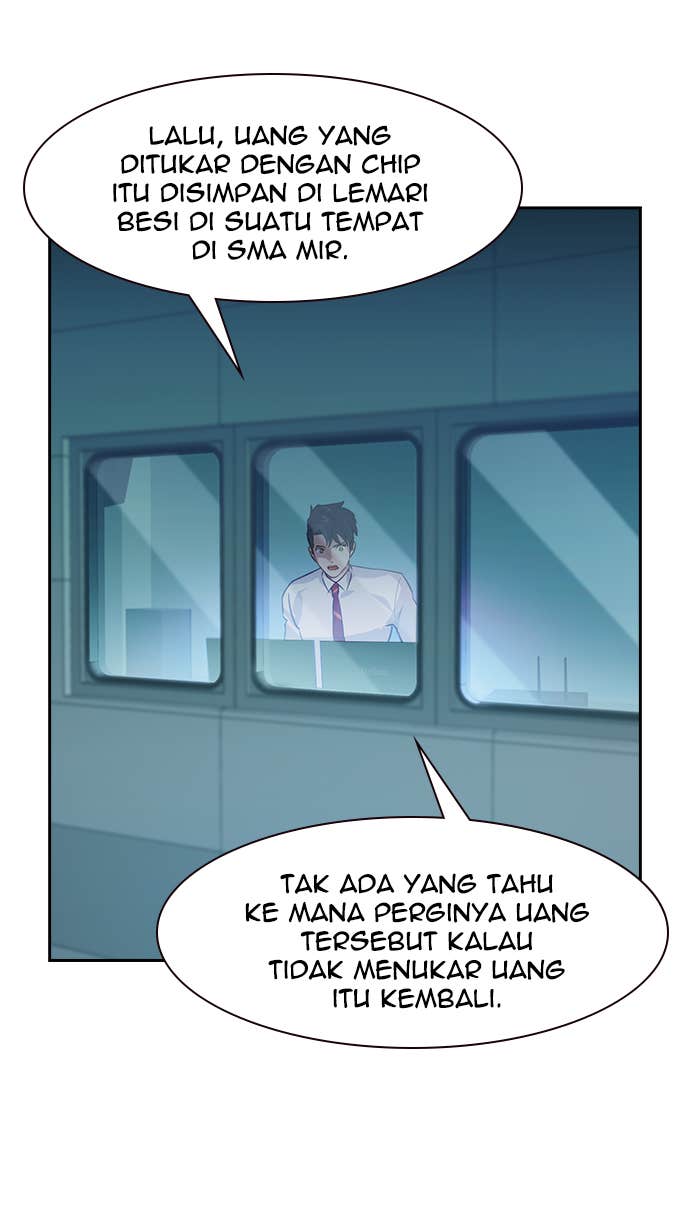 LALU, UANG YANG
DITUKAR DENGAN CHIP
ITU DISIMPAN DI LEMARI
BESI DI SUATU TEMPAT
DI SMA MIR.
TAK ADA YANG TAHU
KE MANA PERGINYA UANG
TERSEBUT KALAU
TIDAK MENUKAR UANG
ITU KEMBALI.